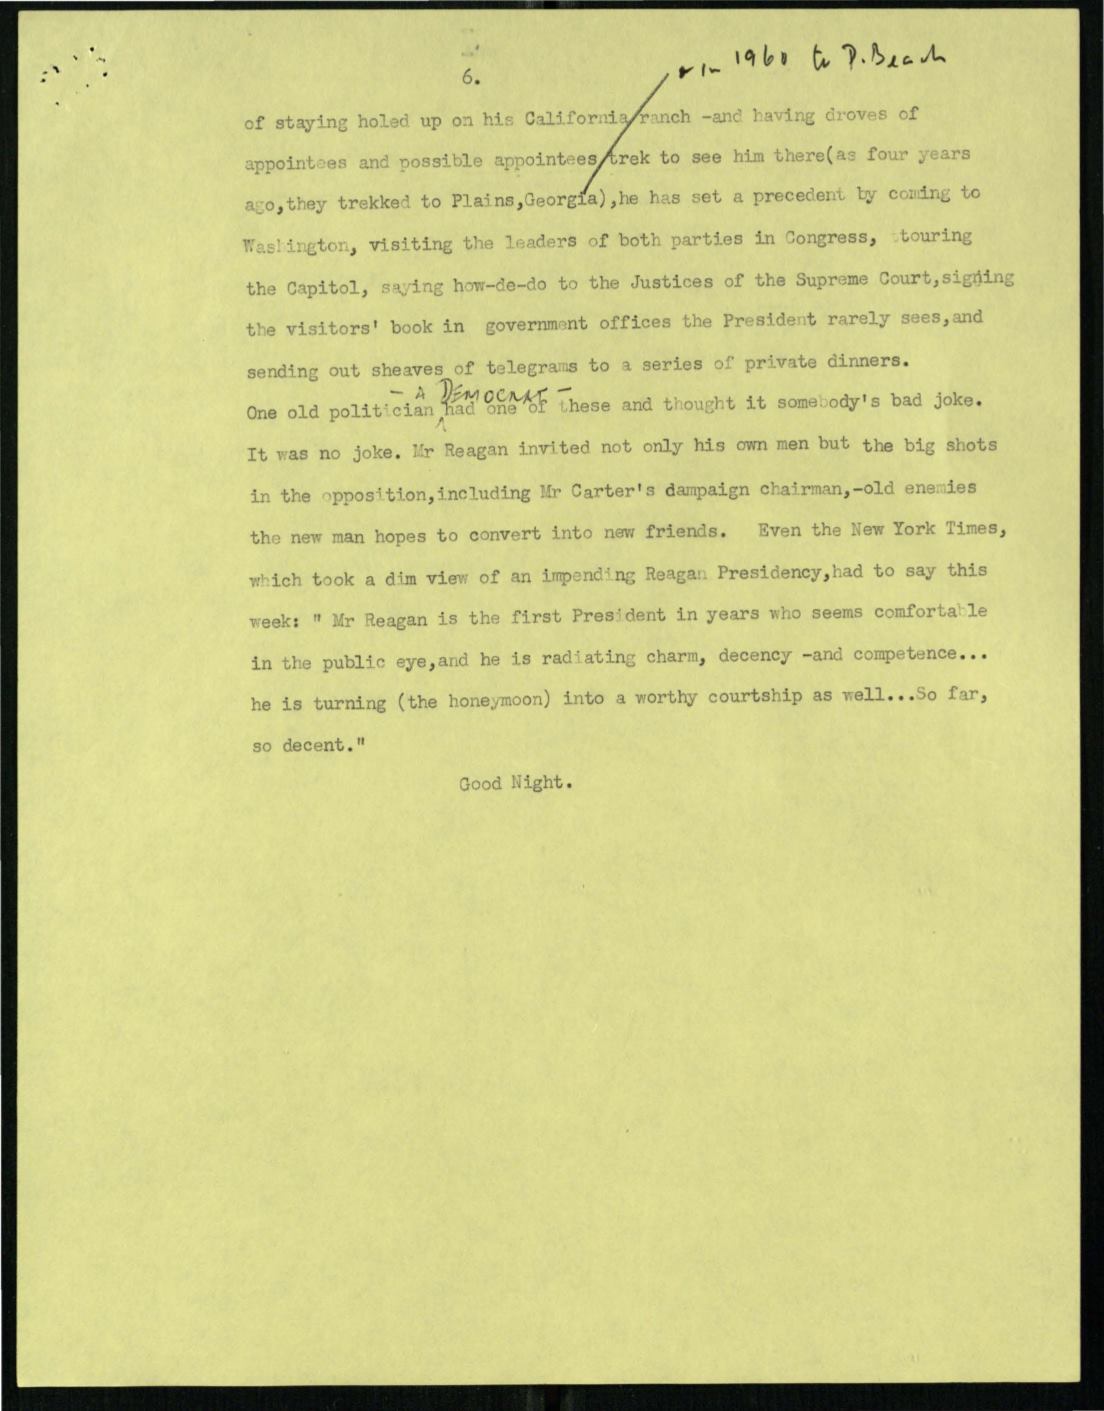 & in 1960 to P. Beach
6.
of staying holed up on his California ranch -and having droves of
appointees and possible appointees trek to see him there(as four years
ago,they trekked to Plains,Georgia),he has set a precedent by coming to
Washington, visiting the leaders of both parties in Congress, touring
the Capitol, saying how-de-do to the Justices of the Supreme Court,signing
the visitors' book in government offices the President rarely sees,and
sending out sheaves of telegrams to a series of private dinners.
- A DEMOCRAT -
One old politician had one of these and thought it somebody's bad joke.
It was no joke. Mr Reagan invited not only his own men but the big shots
in the opposition,including Mr Carter's dampaign chairman,-old enemies
the new man hopes to convert into new friends. Even the New York Times,
which took a dim view of an impending Reagan Presidency,had to say this
week: " Mr Reagan is the first President in years who seems comfortable
in the public eye,and he is radiating charm, decency -and competence...
he is turning (the honeymoon) into a worthy courtship as well...So far,
so decent."
Good Night.